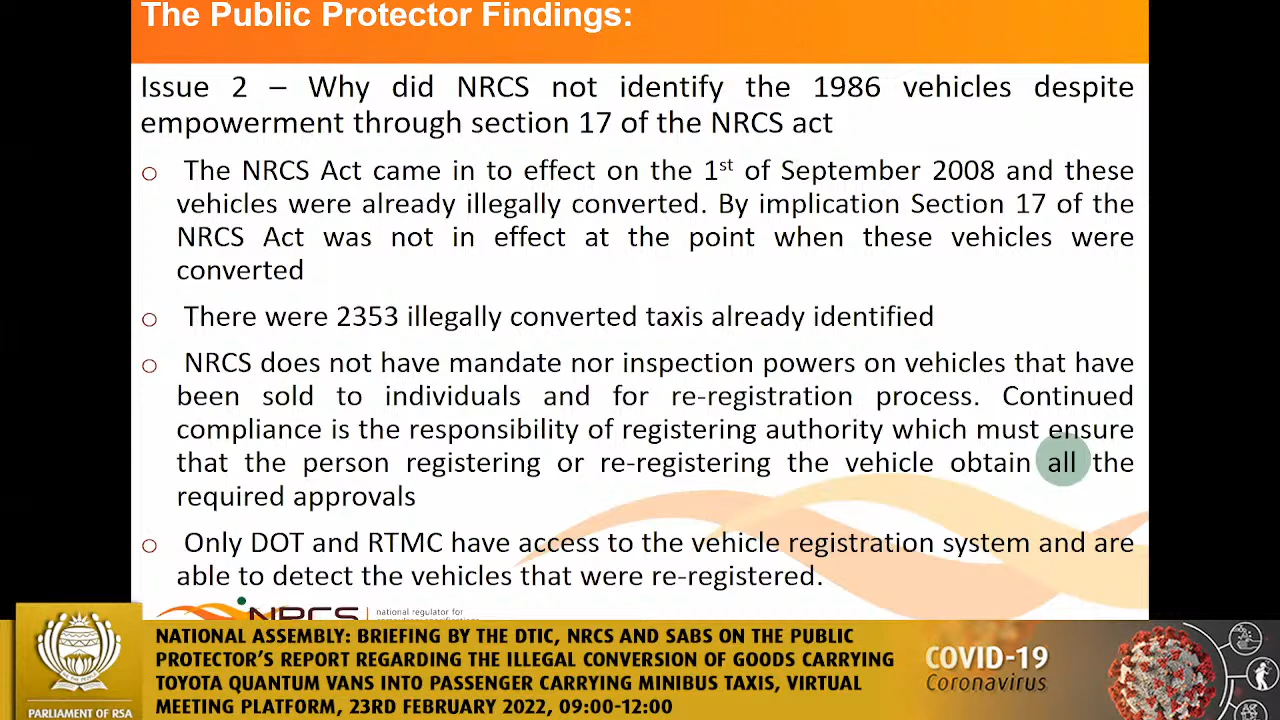 The Public Protector Findings:
Issue 2 – Why did NRCS not identify the 1986 vehicles despite
empowerment through section 17 of the NRCS act
○ The NRCS Act came in to effect on the 1st of September 2008 and these
vehicles were already illegally converted. By implication Section 17 of the
NRCS Act was not in effect at the point when these vehicles were
converted
○ There were 2353 illegally converted taxis already identified
○ NRCS does not have mandate nor inspection powers on vehicles that have
been sold to individuals and for re-registration process. Continued
compliance is the responsibility of registering authority which must ensure
that the person registering or re-registering the vehicle obtain all the
required approvals
○ Only DOT and RTMC have access to the vehicle registration system and are
able to detect the vehicles that were re-registered.
NRCS
national regulator for
NATIONAL ASSEMBLY: BRIEFING BY THE DTIC, NRCS AND SABS ON THE PUBLIC
PROTECTOR'S REPORT REGARDING THE ILLEGAL CONVERSION OF GOODS CARRYING
TOYOTA QUANTUM VANS INTO PASSENGER CARRYING MINIBUS TAXIS, VIRTUAL
MEETING PLATFORM, 23RD FEBRUARY 2022, 09:00-12:00
PARLIAMENT OF RSA
COVID-19
Coronavirus